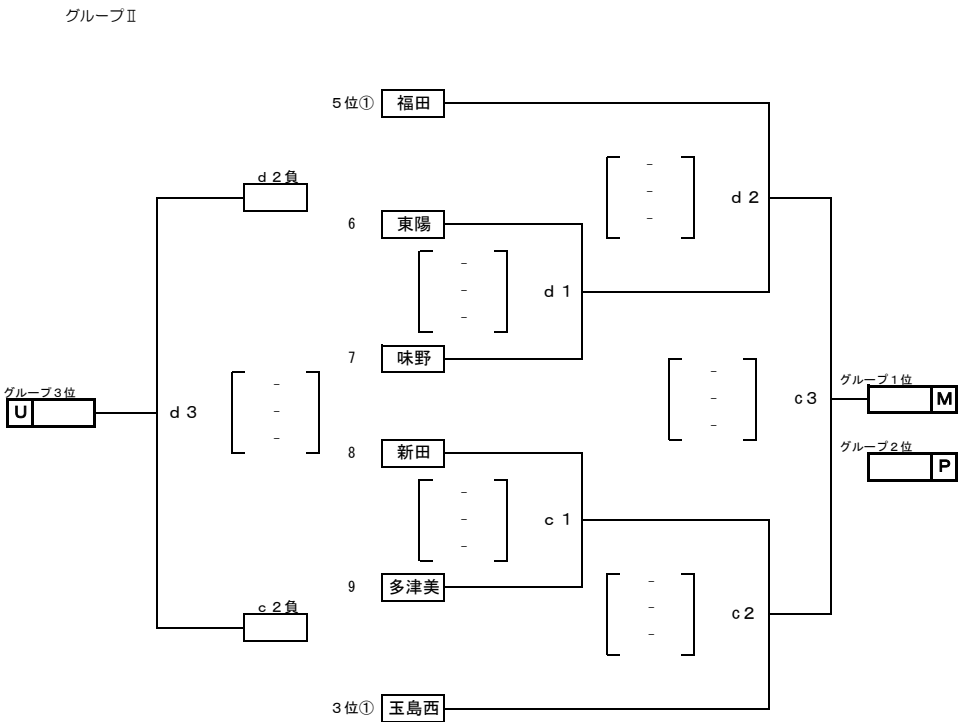 グループⅡ
5位① 福田
－
d2負
－ d2
6 東陽
－
－
－ d1
－
7 味野
－
グループ3位
グループ1位
U
d3
－
－
－
－
－
－
c3
M
グループ2位
P
8 新田
－
－ c1
－
9 多津美
－
c2負
－ c2
－
3位① 玉島西